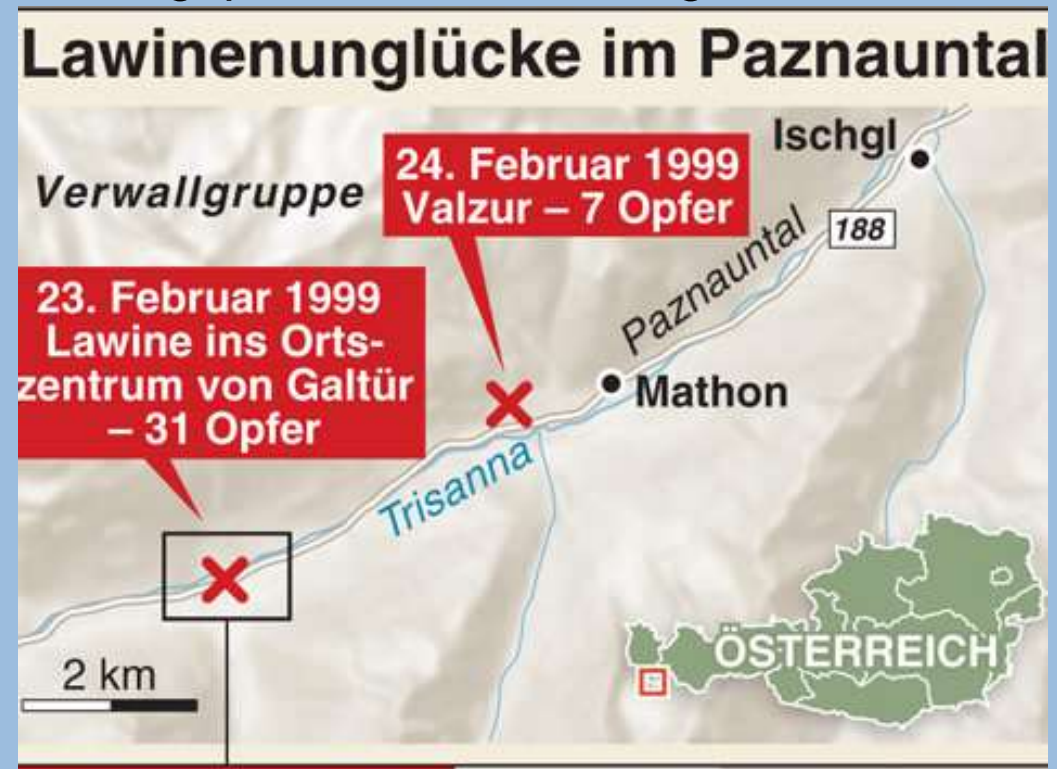 Lawinenunglücke im Paznauntal
Ischgl
24. Februar 1999
Valzur – 7 Opfer
Verwallgruppe
188
Paznauntal
23. Februar 1999
Lawine ins Orts-
zentrum von Galtür
– 31 Opfer
Mathon
Trisanna
ÖSTERREICH
2 km